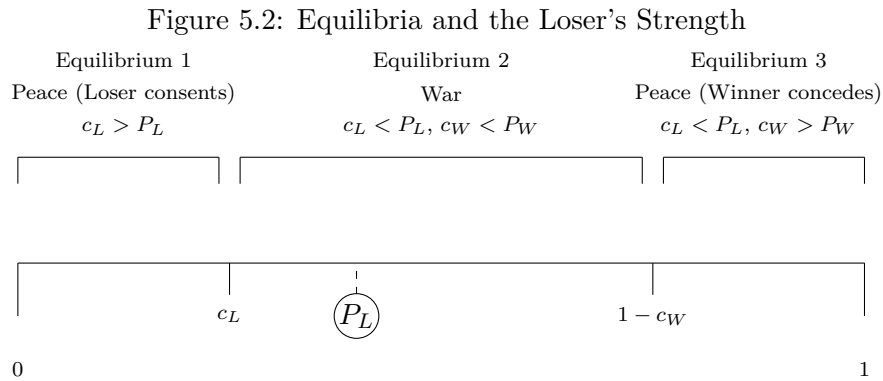 Figure 5.2: Equilibria and the Loser's Strength
Equilibrium 1
Peace (Loser consents)
c_L > P_L
Equilibrium 2
War
c_L < P_L, c_W < P_W
Equilibrium 3
Peace (Winner concedes)
c_L < P_L, c_W > P_W
c_L
P_L
1 − c_W
0
1